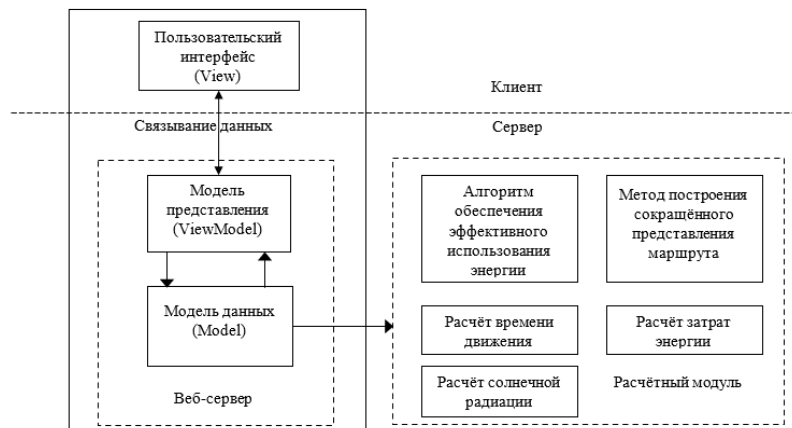 Пользовательский
интерфейс
(View)
Клиент
Связывание данных
Сервер
Модель
представления
(ViewModel)
Модель данных
(Model)
Веб-сервер
Алгоритм
обеспечения
эффективного
использования
энергии
Метод построения
сокращённого
представления
маршрута
Расчёт времени
движения
Расчёт затрат
энергии
Расчёт солнечной
радиации
Расчётный модуль